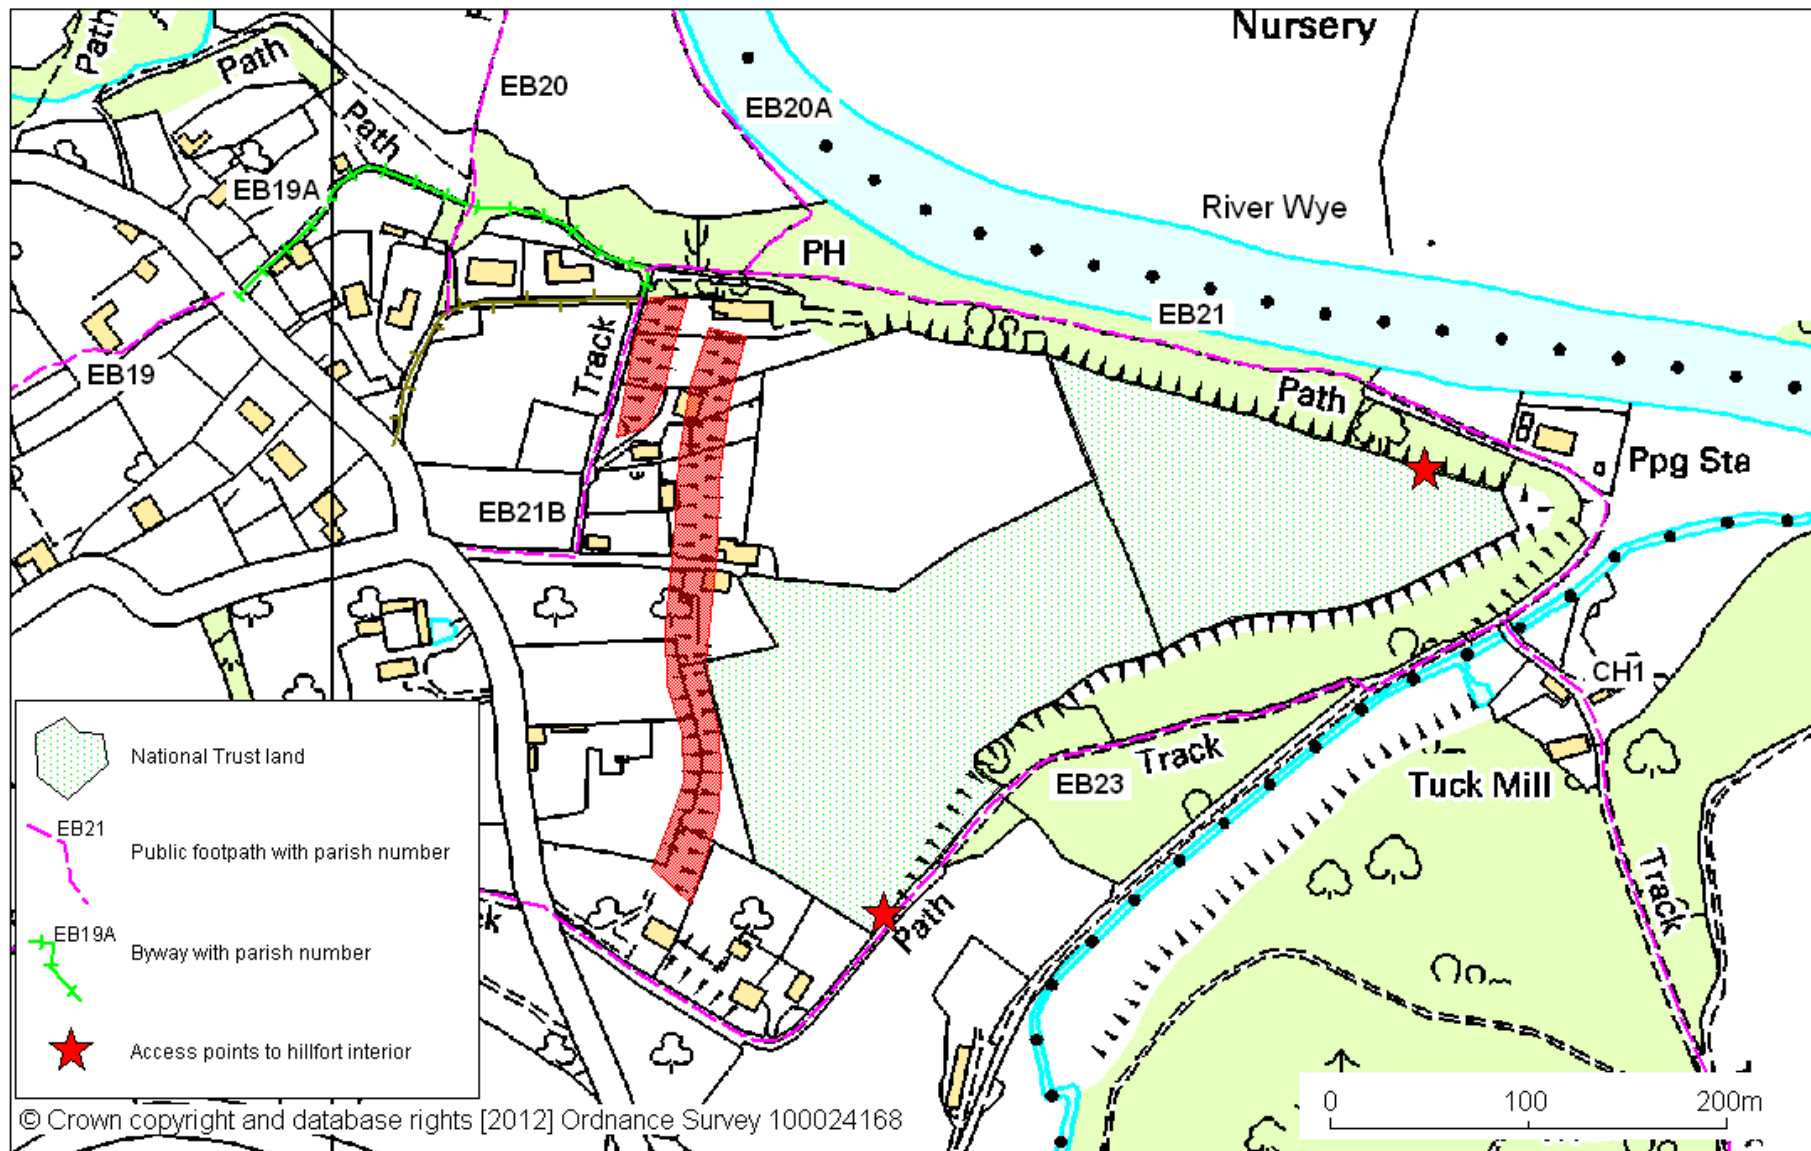 Nursery
Path
Path
EB20
EB20A
Path
EB19A
River Wye
PH
EB21
Track
EB19
Path
Ppg Sta
EB21B
CH1
Track
EB23
Tuck Mill
Track
Path
National Trust land
EB21
Public footpath with parish number
EB19A
Byway with parish number
Access points to hillfort interior
0 100 200m
© Crown copyright and database rights [2012] Ordnance Survey 100024168